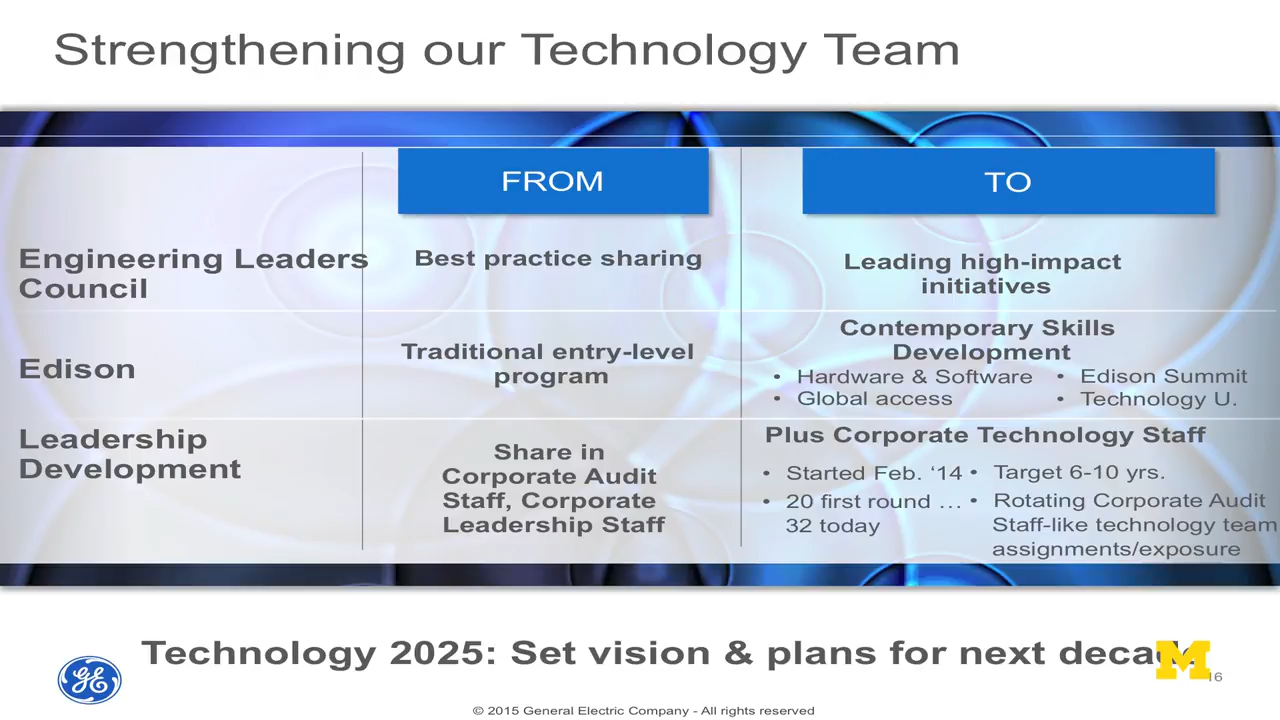 Strengthening our Technology Team
FROM
TO
Engineering Leaders
Council
Best practice sharing
Leading high-impact
initiatives
Edison
Traditional entry-level
program
Contemporary Skills
Development
• Hardware & Software
• Global access
• Edison Summit
• Technology U.
Leadership
Development
Share in
Corporate Audit
Staff, Corporate
Leadership Staff
Plus Corporate Technology Staff
• Started Feb. ‘14
• 20 first round …
32 today
• Target 6-10 yrs.
• Rotating Corporate Audit
Staff-like technology team
assignments/exposure
Technology 2025: Set vision & plans for next
GE
M
16
© 2015 General Electric Company - All rights reserved